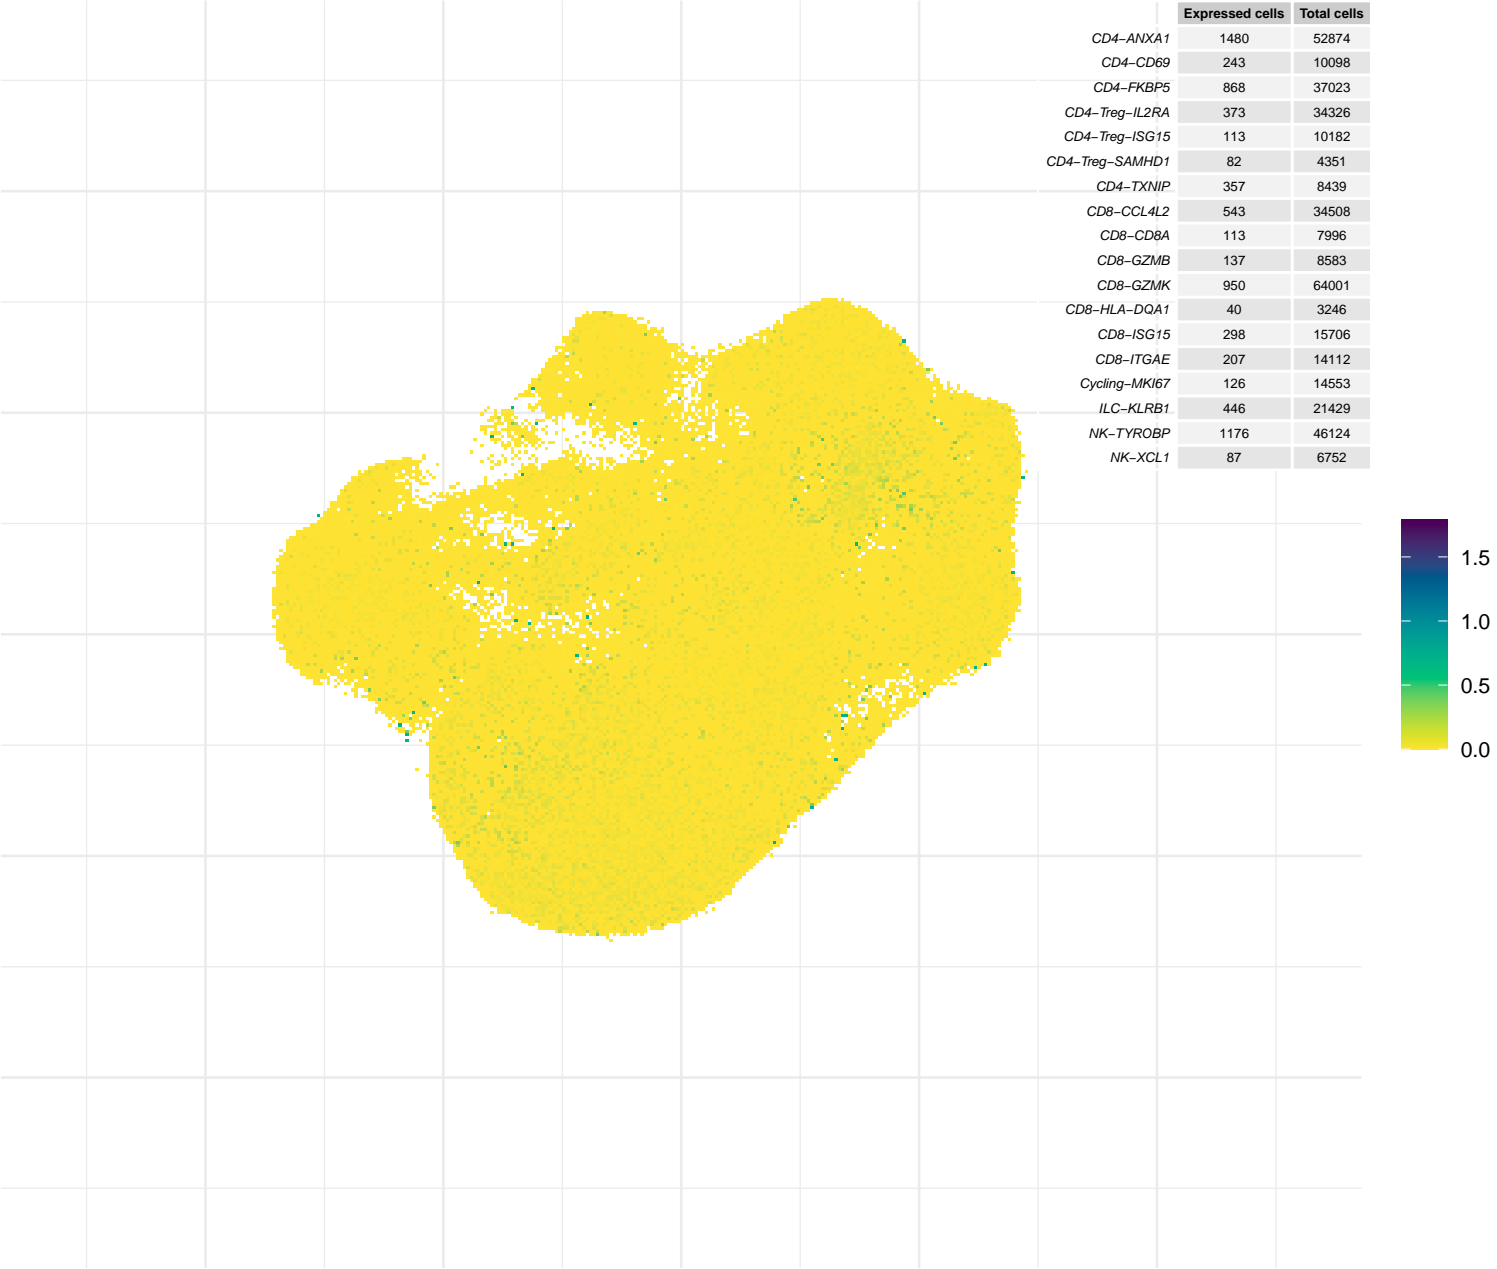 Expressed cells Total cells
CD4−ANXA1 1480 52874
CD4−CD69 243 10098
CD4−FKBP5 868 37023
CD4−Treg−IL2RA 373 34326
CD4−Treg−ISG15 113 10182
CD4−Treg−SAMHD1 82 4351
CD4−TXNIP 357 8439
CD8−CCL4L2 543 34508
CD8−CD8A 113 7996
CD8−GZMB 137 8583
CD8−GZMK 950 64001
CD8−HLA−DQA1 40 3246
CD8−ISG15 298 15706
CD8−ITGAE 207 14112
Cycling−MKI67 126 14553
ILC−KLRB1 446 21429
NK−TYROBP 1176 46124
NK−XCL1 87 6752
1.5
1.0
0.5
0.0